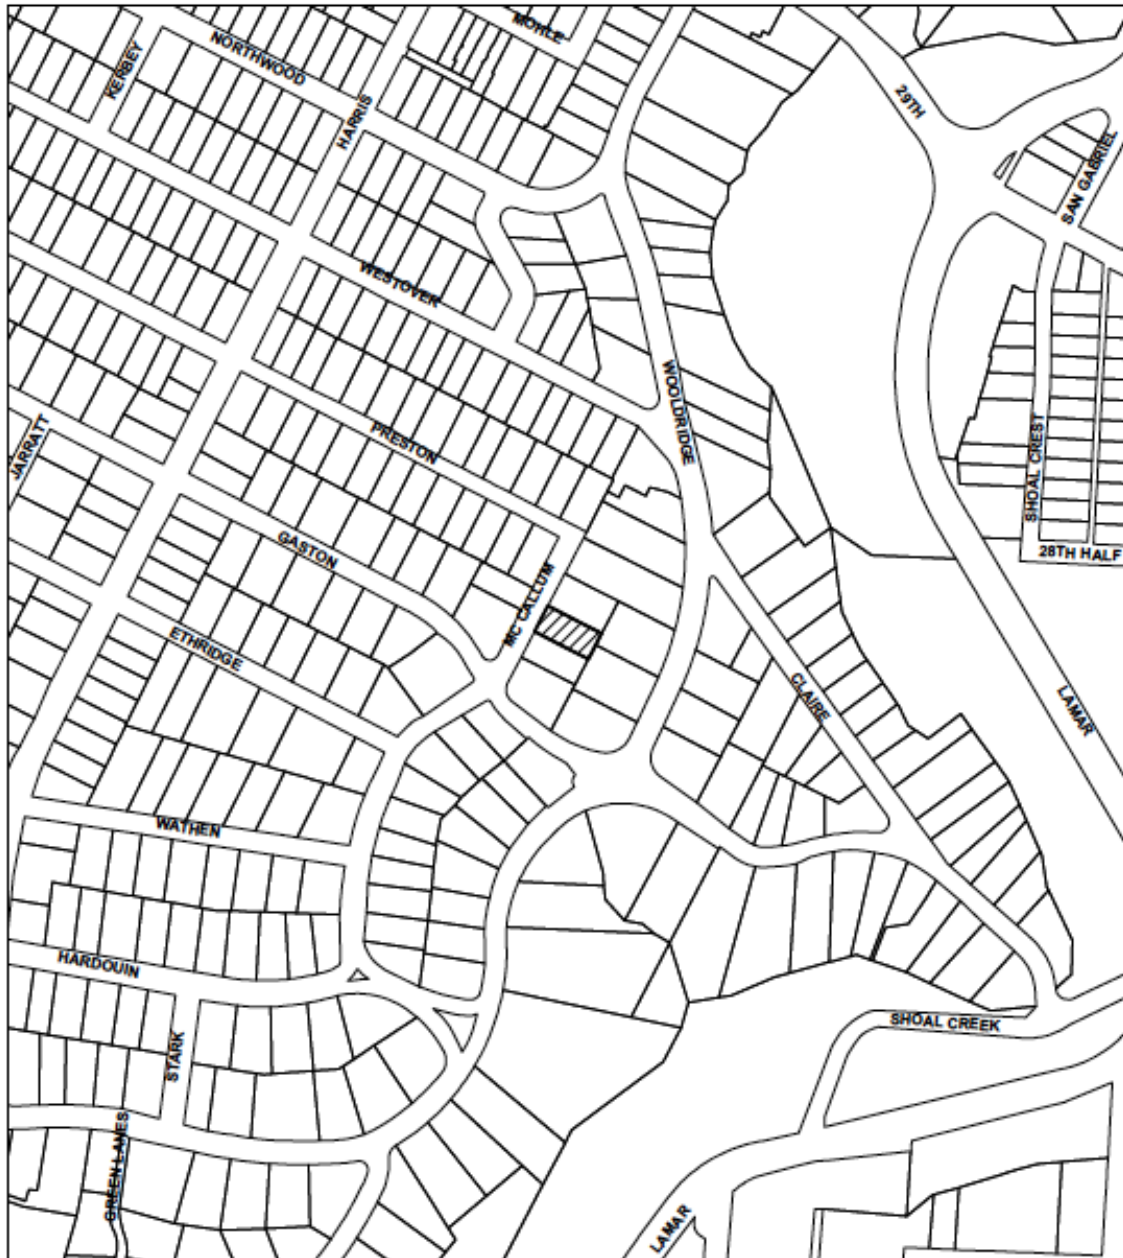 MOHLE
NORTHWOOD
KERBEY
HARRIS
29TH
SAN GABRIEL
WESTOVER
WOOLDRIDGE
PRESTON
JARRATT
SHOAL CREST
GASTON
28TH HALF
MC CALLUM
ETHRIDGE
CLAIRE
LAMAR
WATHEN
HARDOUIN
SHOAL CREEK
STARK
GREEN LANES
LAMAR